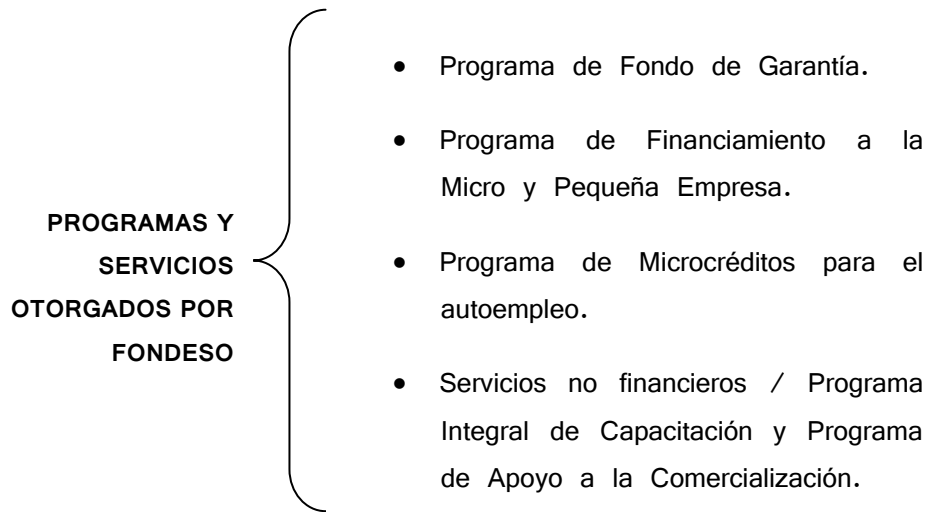 PROGRAMAS Y
SERVICIOS
OTORGADOS POR
FONDESO
• Programa de Fondo de Garantía.
• Programa de Financiamiento a la
Micro y Pequeña Empresa.
• Programa de Microcréditos para el
autoempleo.
• Servicios no financieros / Programa
Integral de Capacitación y Programa
de Apoyo a la Comercialización.